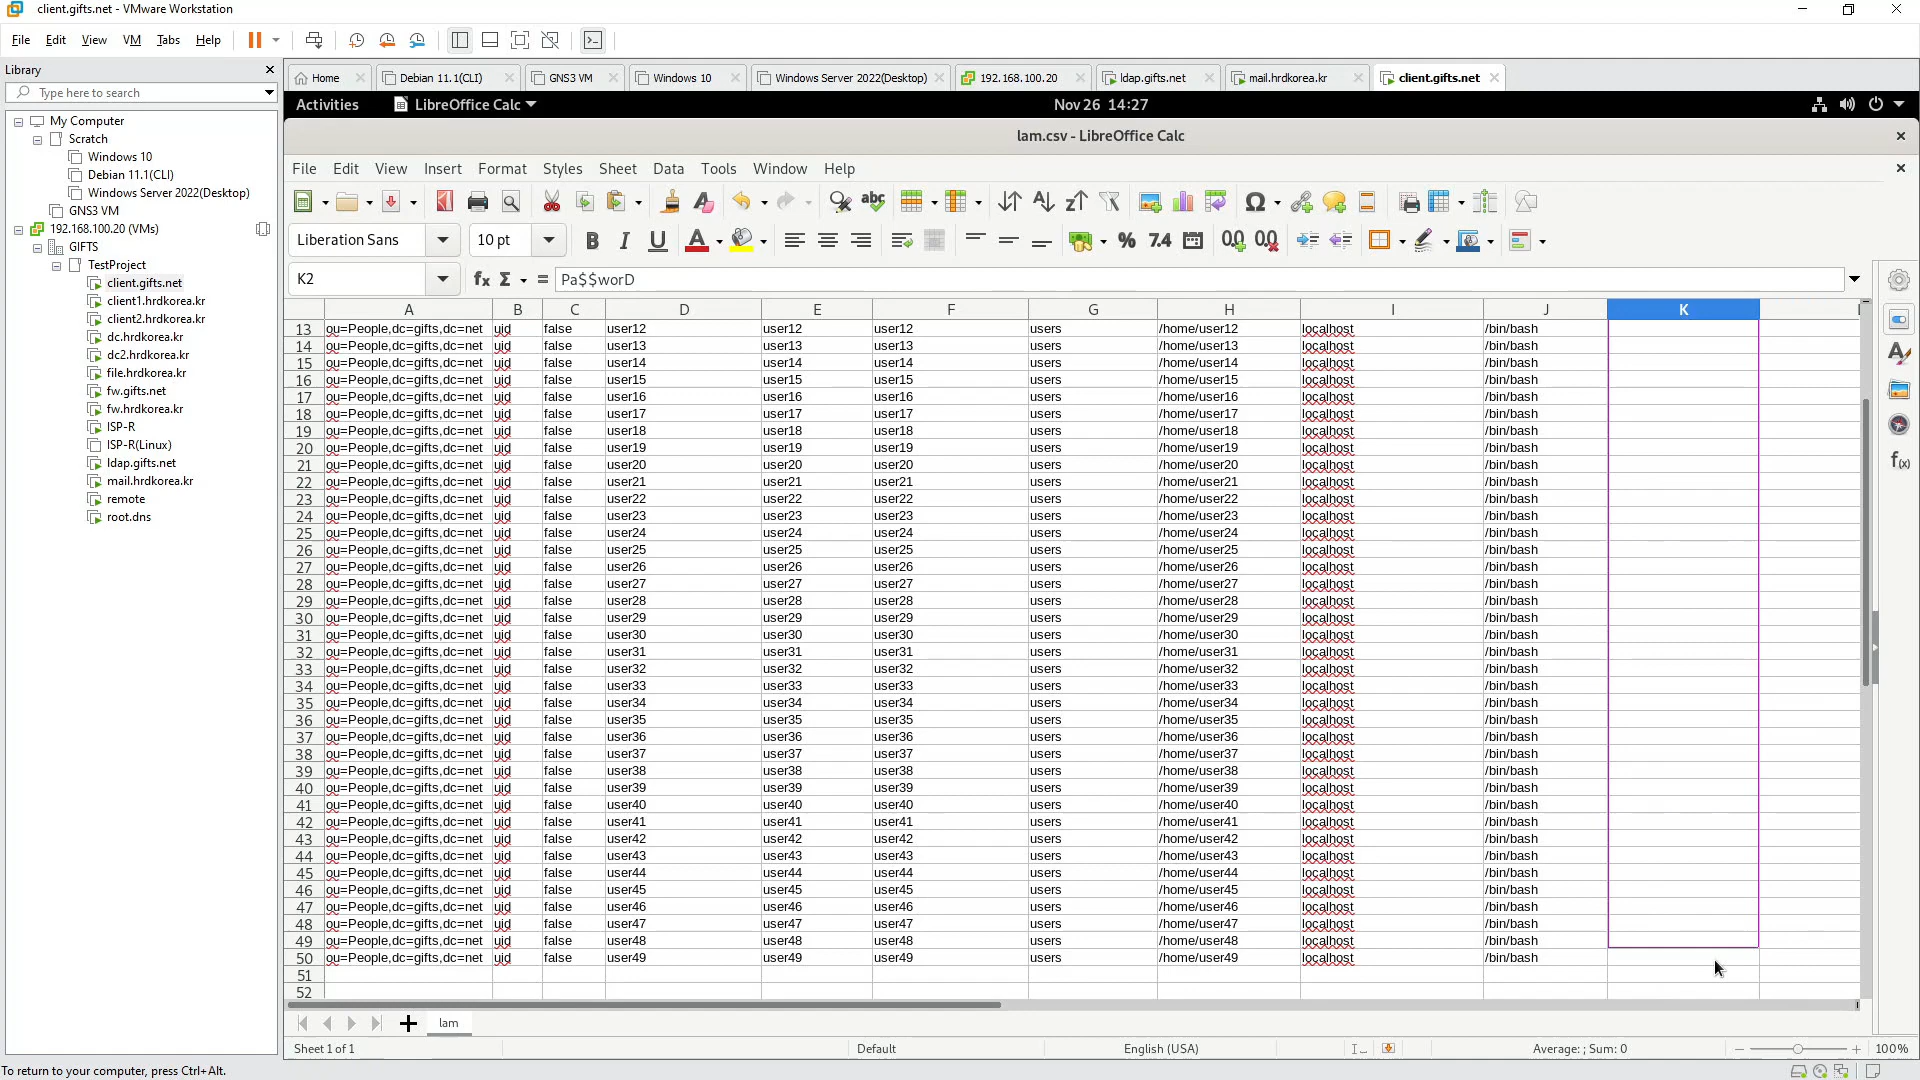 client.gifts.net - VMware Workstation
File Edit View VM Tabs Help
Library
Type here to search
My Computer
Scratch
Windows 10
Debian 11.1(CLI)
Windows Server 2022(Desktop)
GNS3 VM
192.168.100.20 (VMs)
GIFTS
TestProject
client.gifts.net
client1.hrdkorea.kr
client2.hrdkorea.kr
dc.hrdkorea.kr
dc2.hrdkorea.kr
file.hrdkorea.kr
fw.gifts.net
fw.hrdkorea.kr
ISP-R
ISP-R(Linux)
ldap.gifts.net
mail.hrdkorea.kr
remote
root.dns
Home Debian 11.1(CLI) GNS3 VM Windows 10 Windows Server 2022(Desktop) 192.168.100.20 ldap.gifts.net mail.hrdkorea.kr client.gifts.net
Activities LibreOffice Calc Nov 26 14:27
lam.csv - LibreOffice Calc
File Edit View Insert Format Styles Sheet Data Tools Window Help
Liberation Sans 10 pt
K2 Pa$$worD
A B C D E F G H I J K
13 ou=People,dc=gifts,dc=net uid false user12 user12 user12 users /home/user12 localhost /bin/bash
14 ou=People,dc=gifts,dc=net uid false user13 user13 user13 users /home/user13 localhost /bin/bash
15 ou=People,dc=gifts,dc=net uid false user14 user14 user14 users /home/user14 localhost /bin/bash
16 ou=People,dc=gifts,dc=net uid false user15 user15 user15 users /home/user15 localhost /bin/bash
17 ou=People,dc=gifts,dc=net uid false user16 user16 user16 users /home/user16 localhost /bin/bash
18 ou=People,dc=gifts,dc=net uid false user17 user17 user17 users /home/user17 localhost /bin/bash
19 ou=People,dc=gifts,dc=net uid false user18 user18 user18 users /home/user18 localhost /bin/bash
20 ou=People,dc=gifts,dc=net uid false user19 user19 user19 users /home/user19 localhost /bin/bash
21 ou=People,dc=gifts,dc=net uid false user20 user20 user20 users /home/user20 localhost /bin/bash
22 ou=People,dc=gifts,dc=net uid false user21 user21 user21 users /home/user21 localhost /bin/bash
23 ou=People,dc=gifts,dc=net uid false user22 user22 user22 users /home/user22 localhost /bin/bash
24 ou=People,dc=gifts,dc=net uid false user23 user23 user23 users /home/user23 localhost /bin/bash
25 ou=People,dc=gifts,dc=net uid false user24 user24 user24 users /home/user24 localhost /bin/bash
26 ou=People,dc=gifts,dc=net uid false user25 user25 user25 users /home/user25 localhost /bin/bash
27 ou=People,dc=gifts,dc=net uid false user26 user26 user26 users /home/user26 localhost /bin/bash
28 ou=People,dc=gifts,dc=net uid false user27 user27 user27 users /home/user27 localhost /bin/bash
29 ou=People,dc=gifts,dc=net uid false user28 user28 user28 users /home/user28 localhost /bin/bash
30 ou=People,dc=gifts,dc=net uid false user29 user29 user29 users /home/user29 localhost /bin/bash
31 ou=People,dc=gifts,dc=net uid false user30 user30 user30 users /home/user30 localhost /bin/bash
32 ou=People,dc=gifts,dc=net uid false user31 user31 user31 users /home/user31 localhost /bin/bash
33 ou=People,dc=gifts,dc=net uid false user32 user32 user32 users /home/user32 localhost /bin/bash
34 ou=People,dc=gifts,dc=net uid false user33 user33 user33 users /home/user33 localhost /bin/bash
35 ou=People,dc=gifts,dc=net uid false user34 user34 user34 users /home/user34 localhost /bin/bash
36 ou=People,dc=gifts,dc=net uid false user35 user35 user35 users /home/user35 localhost /bin/bash
37 ou=People,dc=gifts,dc=net uid false user36 user36 user36 users /home/user36 localhost /bin/bash
38 ou=People,dc=gifts,dc=net uid false user37 user37 user37 users /home/user37 localhost /bin/bash
39 ou=People,dc=gifts,dc=net uid false user38 user38 user38 users /home/user38 localhost /bin/bash
40 ou=People,dc=gifts,dc=net uid false user39 user39 user39 users /home/user39 localhost /bin/bash
41 ou=People,dc=gifts,dc=net uid false user40 user40 user40 users /home/user40 localhost /bin/bash
42 ou=People,dc=gifts,dc=net uid false user41 user41 user41 users /home/user41 localhost /bin/bash
43 ou=People,dc=gifts,dc=net uid false user42 user42 user42 users /home/user42 localhost /bin/bash
44 ou=People,dc=gifts,dc=net uid false user43 user43 user43 users /home/user43 localhost /bin/bash
45 ou=People,dc=gifts,dc=net uid false user44 user44 user44 users /home/user44 localhost /bin/bash
46 ou=People,dc=gifts,dc=net uid false user45 user45 user45 users /home/user45 localhost /bin/bash
47 ou=People,dc=gifts,dc=net uid false user46 user46 user46 users /home/user46 localhost /bin/bash
48 ou=People,dc=gifts,dc=net uid false user47 user47 user47 users /home/user47 localhost /bin/bash
49 ou=People,dc=gifts,dc=net uid false user48 user48 user48 users /home/user48 localhost /bin/bash
50 ou=People,dc=gifts,dc=net uid false user49 user49 user49 users /home/user49 localhost /bin/bash
51
52
lam
Sheet 1 of 1 Default English (USA) Average: ; Sum: 0 100%
To return to your computer, press Ctrl+Alt.